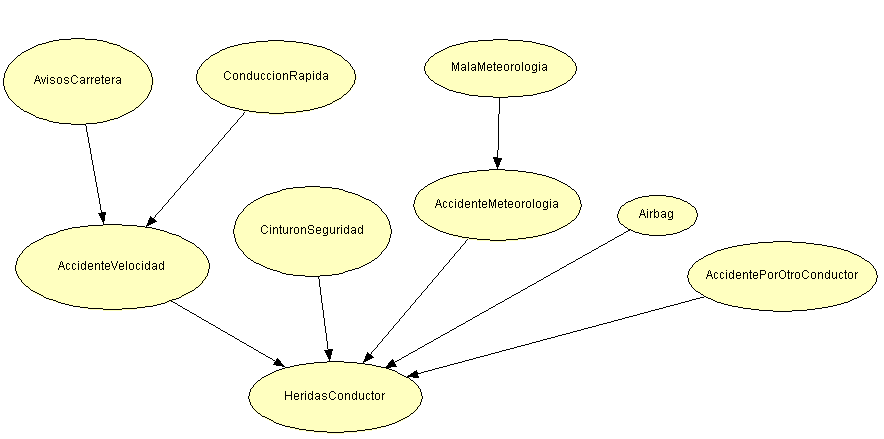 AvisosCarretera
ConduccionRapida
MalaMeteorologia
CinturonSeguridad
AccidenteMeteorologia
Airbag
AccidenteVelocidad
AccidentePorOtroConductor
HeridasConductor